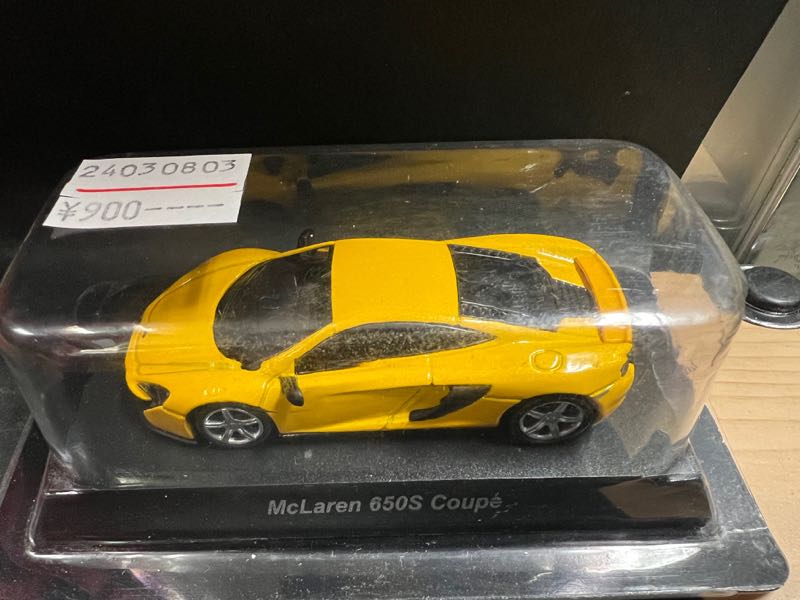 24030803
¥900----
McLaren 650S Coupé